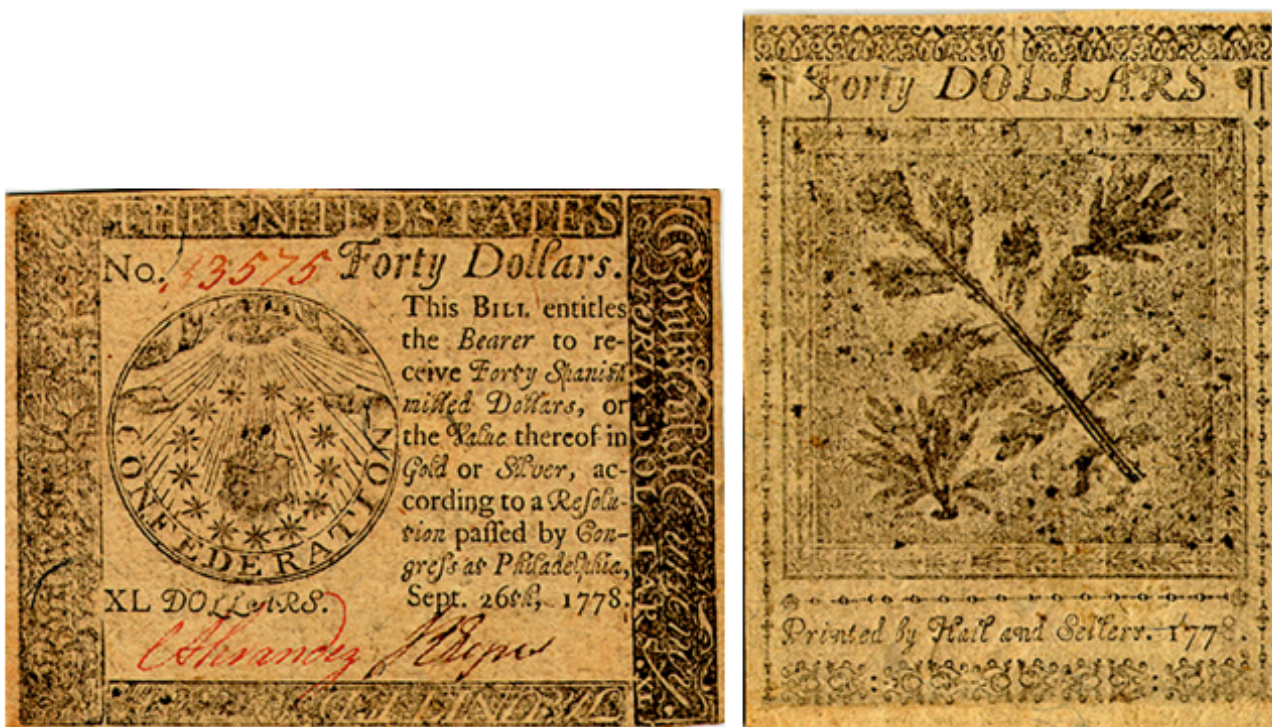 THE UNITED STATES
No. 43575 Forty Dollars.
This BILL entitles
the Bearer to re-
ceive Forty Spanish
milled Dollars, or
the Value thereof in
Gold or Silver, ac-
cording to a Resolu-
tion passed by Con-
gress at Philadelphia,
Sept. 26th, 1778.
CONFEDERATION
XL DOLLARS.
Continental Currency
Forty DOLLARS
Printed by Hall and Sellers. 1778.